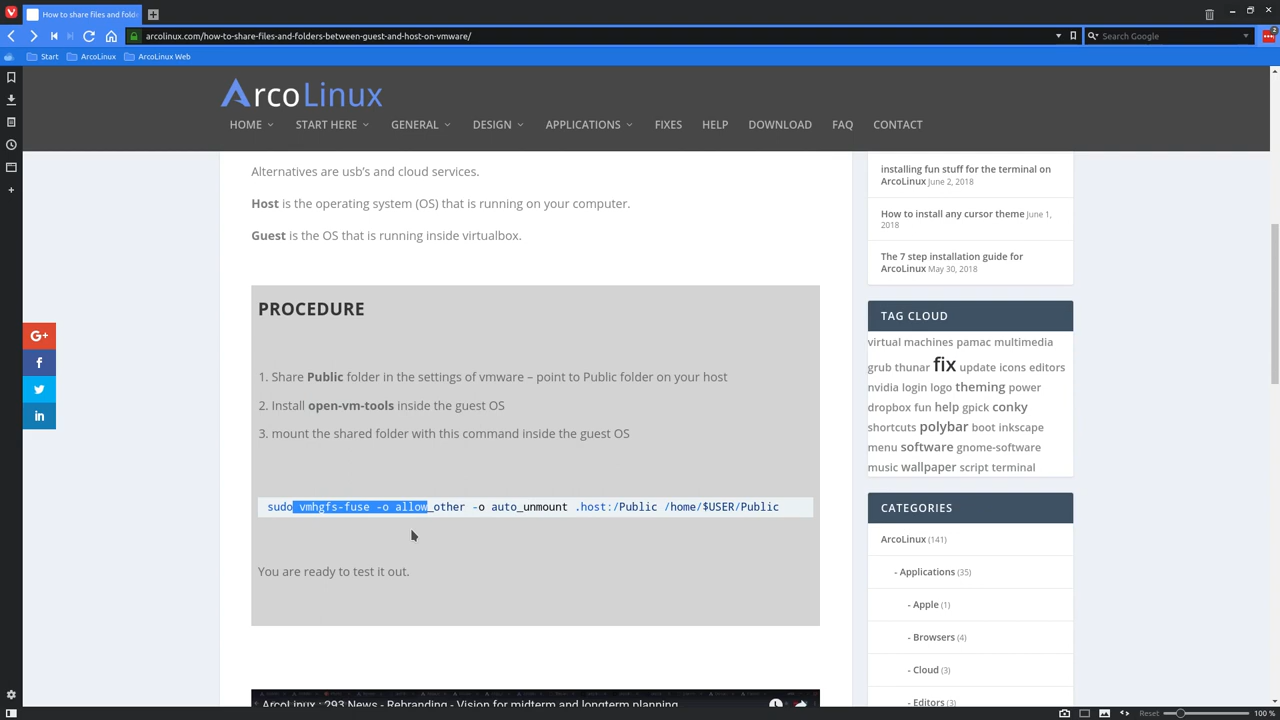 How to share files and folde
arcolinux.com/how-to-share-files-and-folders-between-guest-and-host-on-vmware/
Search Google
2
Start
ArcoLinux
ArcoLinux Web
ArcoLinux
HOME
START HERE
GENERAL
DESIGN
APPLICATIONS
FIXES
HELP
DOWNLOAD
FAQ
CONTACT
Alternatives are usb's and cloud services.
Host is the operating system (OS) that is running on your computer.
Guest is the OS that is running inside virtualbox.
PROCEDURE
1. Share Public folder in the settings of vmware – point to Public folder on your host
2. Install open-vm-tools inside the guest OS
3. mount the shared folder with this command inside the guest OS
sudo vmhgfs-fuse -o allow_other -o auto_unmount .host:/Public /home/$USER/Public
You are ready to test it out.
ArcoLinux : 293 News - Rebranding - Vision for midterm and longterm planning
installing fun stuff for the terminal on
ArcoLinux June 2, 2018
How to install any cursor theme June 1,
2018
The 7 step installation guide for
ArcoLinux May 30, 2018
TAG CLOUD
virtual machines pamac multimedia
grub thunar fix update icons editors
nvidia login logo theming power
dropbox fun help gpick conky
shortcuts polybar boot inkscape
menu software gnome-software
music wallpaper script terminal
CATEGORIES
ArcoLinux (141)
- Applications (35)
- Apple (1)
- Browsers (4)
- Cloud (3)
- Editors (3)
G+
f
in
Reset
100 %